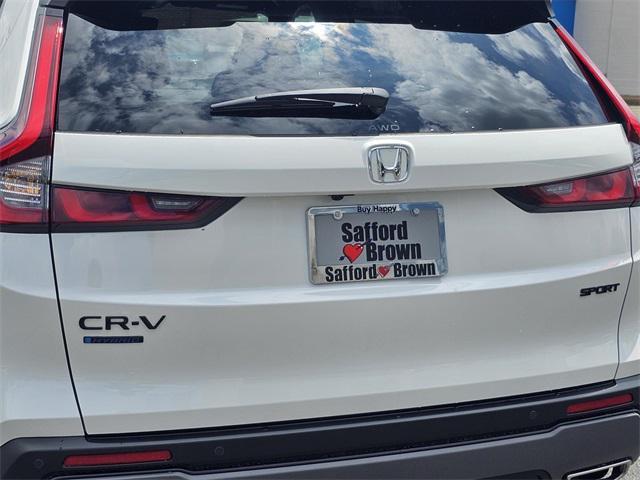 AWD
Buy Happy
Safford
Brown
Safford Brown
SPORT
CR-V
HYBRID